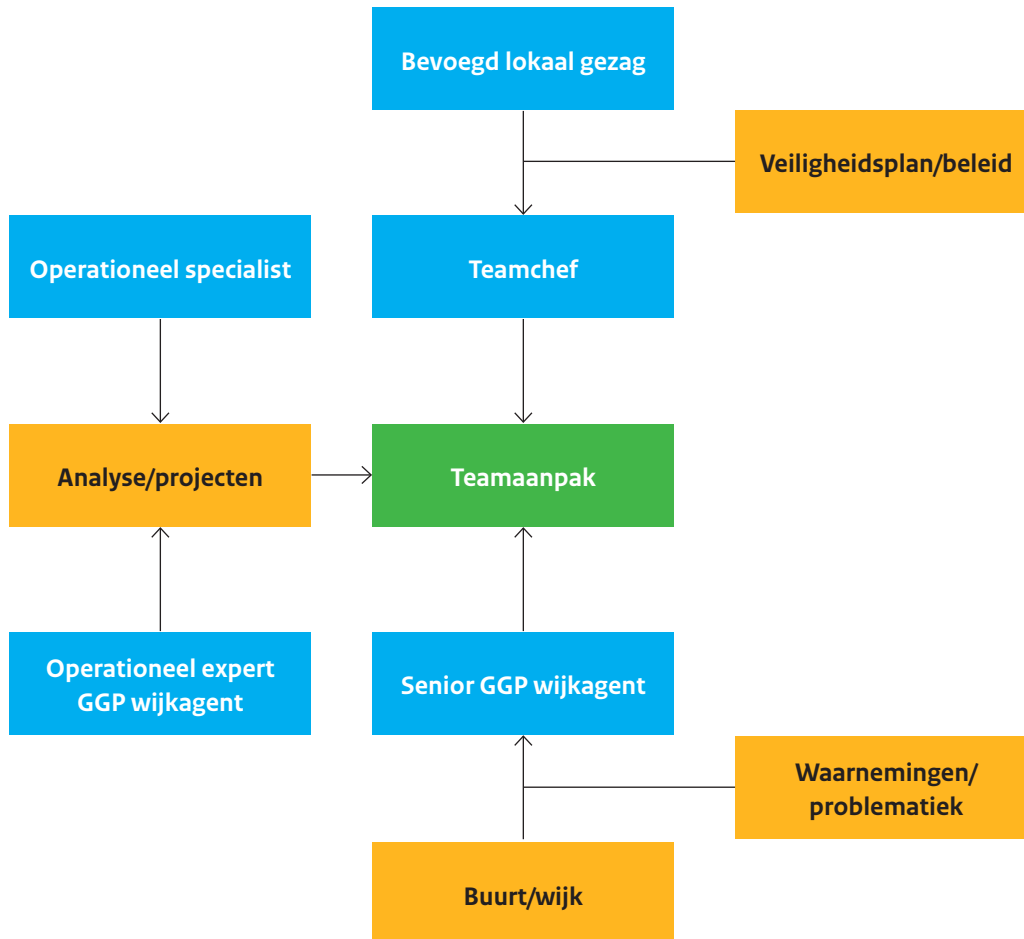 Bevoegd lokaal gezag
Veiligheidsplan/beleid
Operationeel specialist
Teamchef
Analyse/projecten
Teamaanpak
Operationeel expert
GGP wijkagent
Senior GGP wijkagent
Waarnemingen/
problematiek
Buurt/wijk